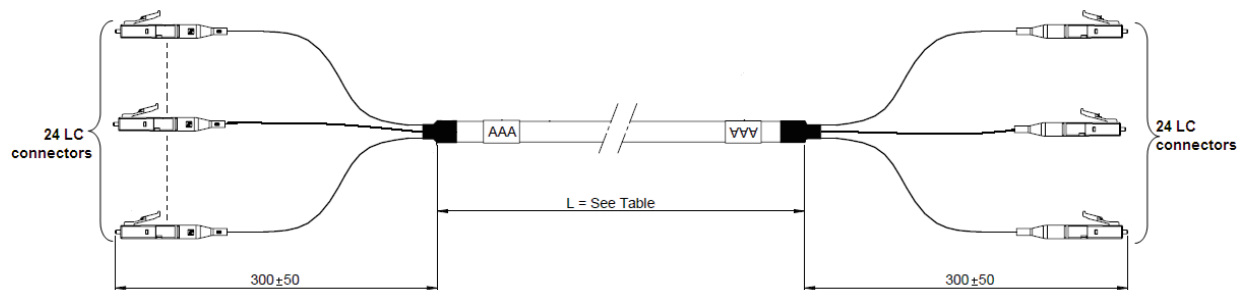 24 LC
connectors
AAA
AAA
24 LC
connectors
L = See Table
300±50
300±50